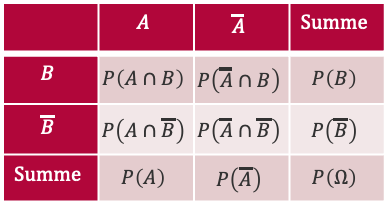 A A̅ Summe
B P(A ∩ B) P(A̅ ∩ B) P(B)
B̅ P(A ∩ B̅) P(A̅ ∩ B̅) P(B̅)
Summe P(A) P(A̅) P(Ω)